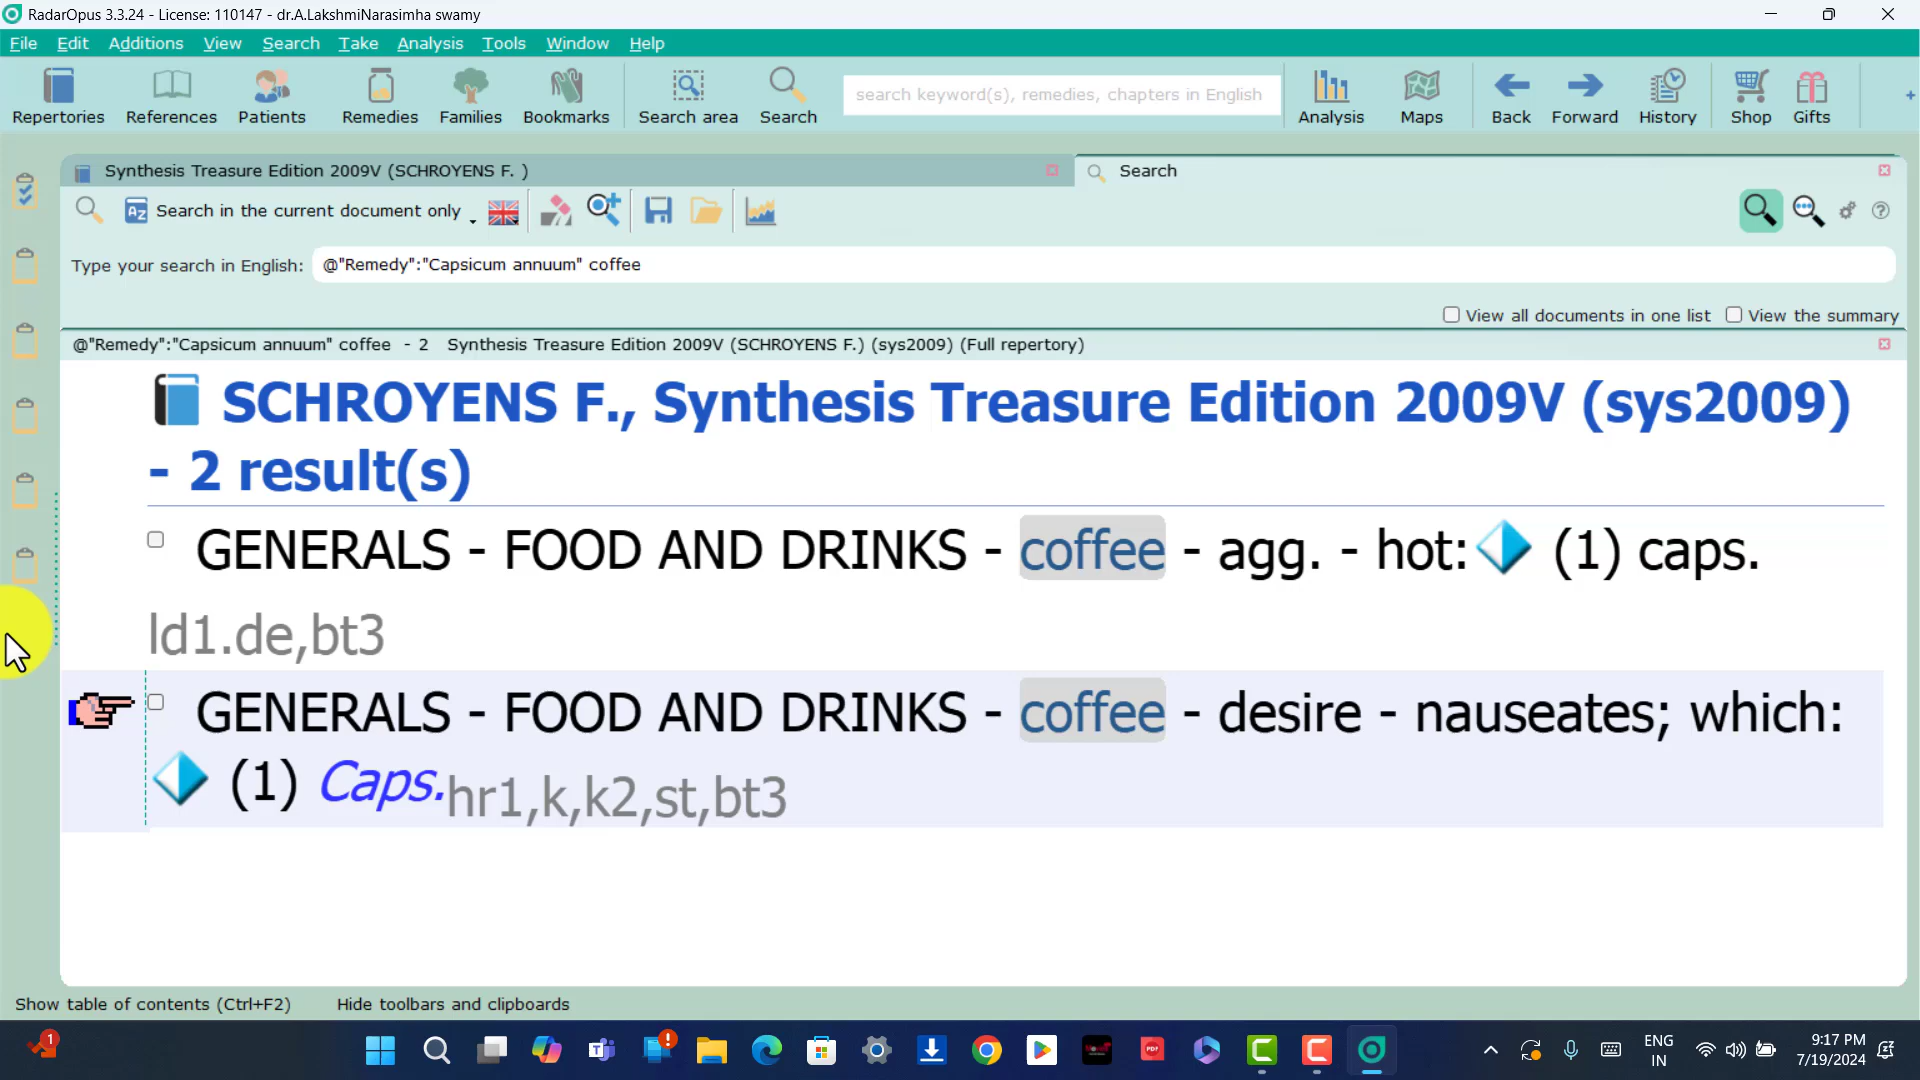 RadarOpus 3.3.24 - License: 110147 - dr.A.LakshmiNarasimha swamy
File Edit Additions View Search Take Analysis Tools Window Help
Repertories References Patients Remedies Families Bookmarks Search area Search search keyword(s), remedies, chapters in English Analysis Maps Back Forward History Shop Gifts
Synthesis Treasure Edition 2009V (SCHROYENS F. ) Search
Search in the current document only
Type your search in English: @"Remedy":"Capsicum annuum" coffee
View all documents in one list View the summary
@"Remedy":"Capsicum annuum" coffee - 2 Synthesis Treasure Edition 2009V (SCHROYENS F.) (sys2009) (Full repertory)
SCHROYENS F., Synthesis Treasure Edition 2009V (sys2009)
- 2 result(s)
GENERALS - FOOD AND DRINKS - coffee - agg. - hot: (1) caps.
ld1.de,bt3
GENERALS - FOOD AND DRINKS - coffee - desire - nauseates; which:
(1) Caps.hr1,k,k2,st,bt3
Show table of contents (Ctrl+F2) Hide toolbars and clipboards
1 ENG 9:17 PM
IN 7/19/2024